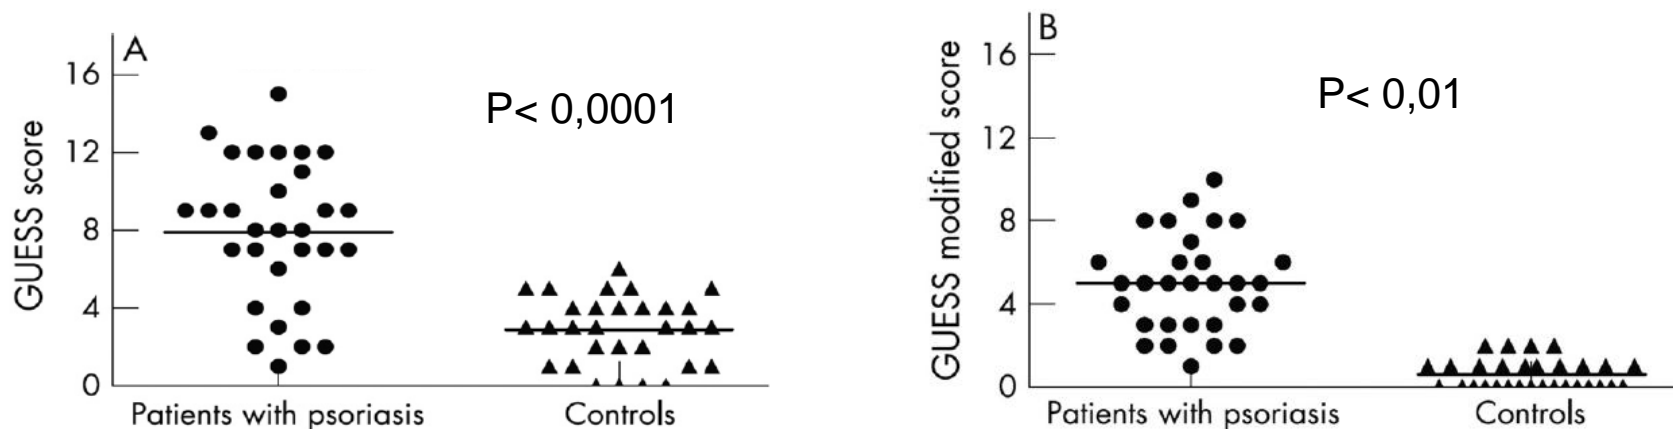 A
GUESS score
16
12
8
4
0
P< 0,0001
Patients with psoriasis
Controls
B
GUESS modified score
16
12
8
4
0
P< 0,01
Patients with psoriasis
Controls